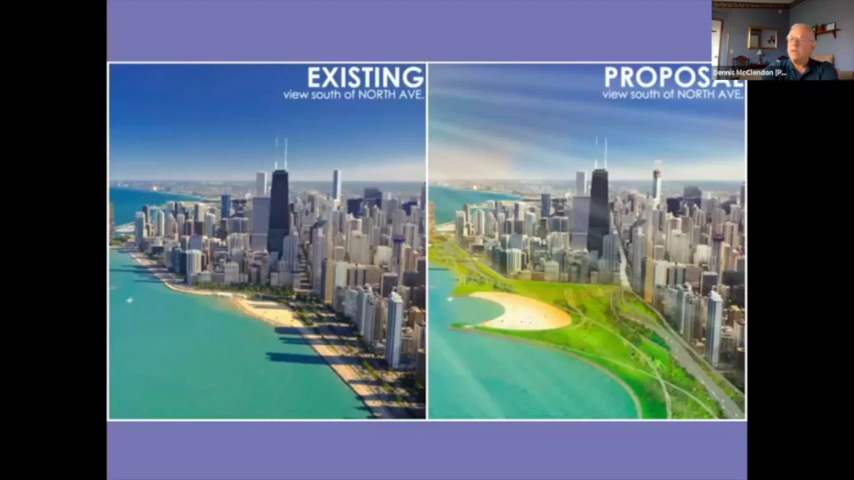 EXISTING
view south of NORTH AVE.
PROPOSAL
view south of NORTH AVE.
Dennis McClendon (P...